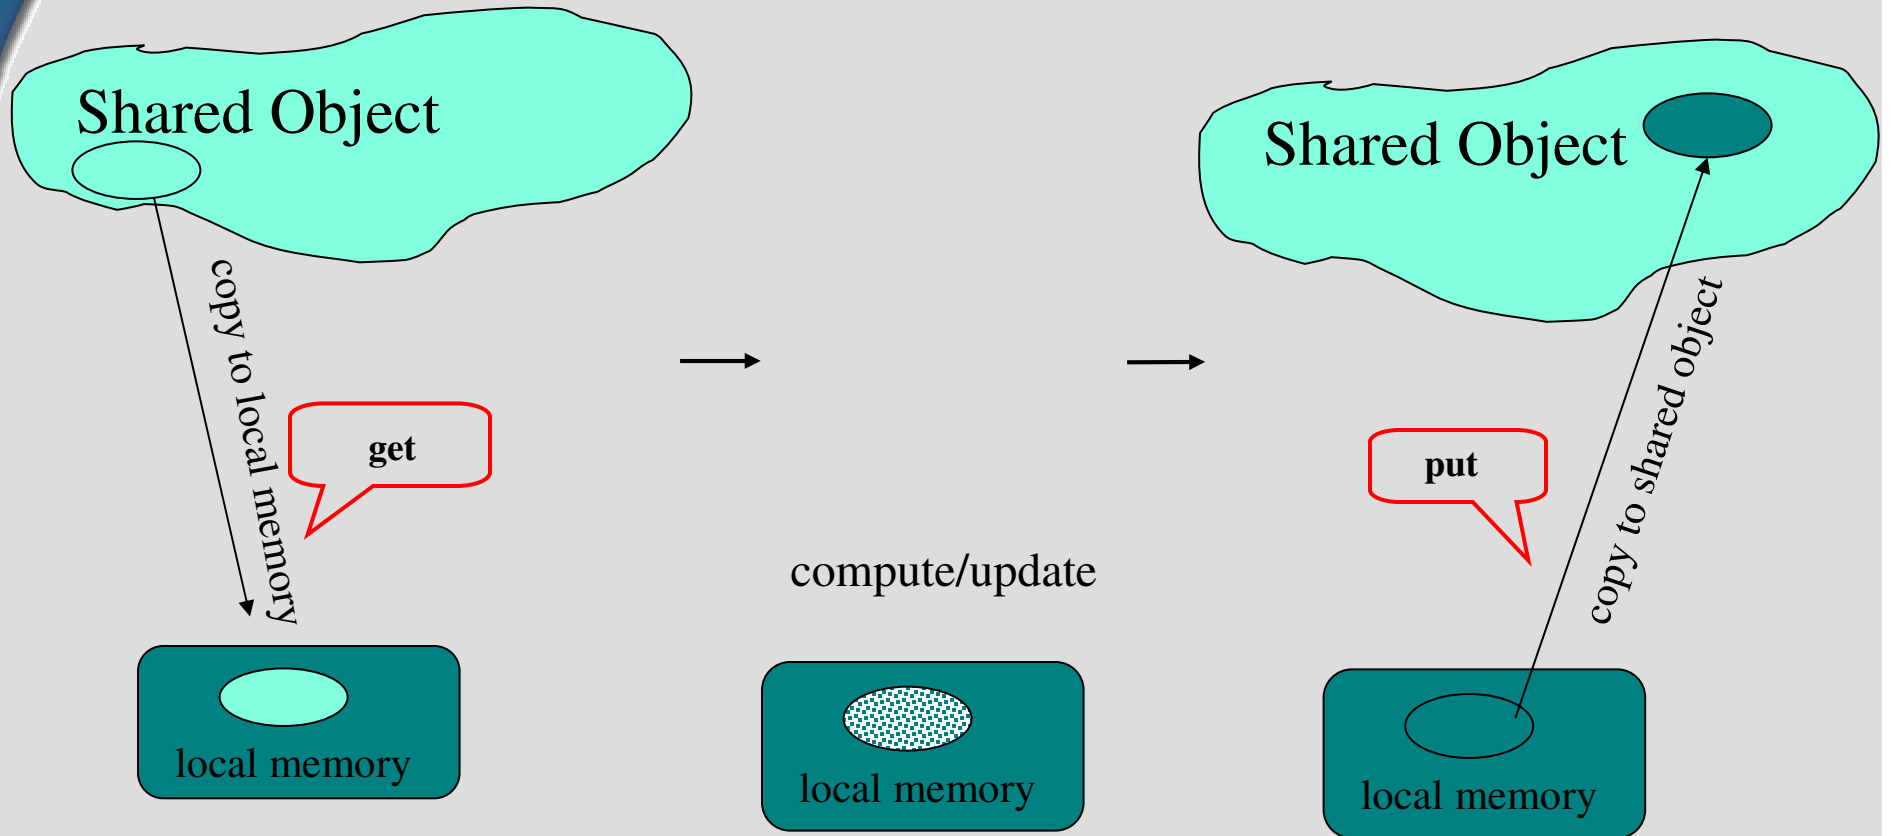 Shared Object
copy to local memory
get
local memory
compute/update
local memory
Shared Object
copy to shared object
put
local memory